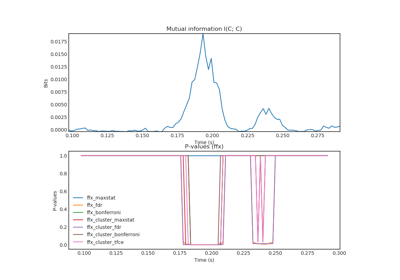 Mutual information I(C; C)
0.0175
0.0150
0.0125
0.0100
0.0075
0.0050
0.0025
0.0000
Bits
0.100 0.125 0.150 0.175 0.200 0.225 0.250 0.275 0.300
Time (s)
P-values (ffx)
1.0
0.8
0.6
0.4
0.2
0.0
P-values
ffx_maxstat
ffx_fdr
ffx_bonferroni
ffx_cluster_maxstat
ffx_cluster_fdr
ffx_cluster_bonferroni
ffx_cluster_tfce
0.100 0.125 0.150 0.175 0.200 0.225 0.250 0.275 0.300
Time (s)